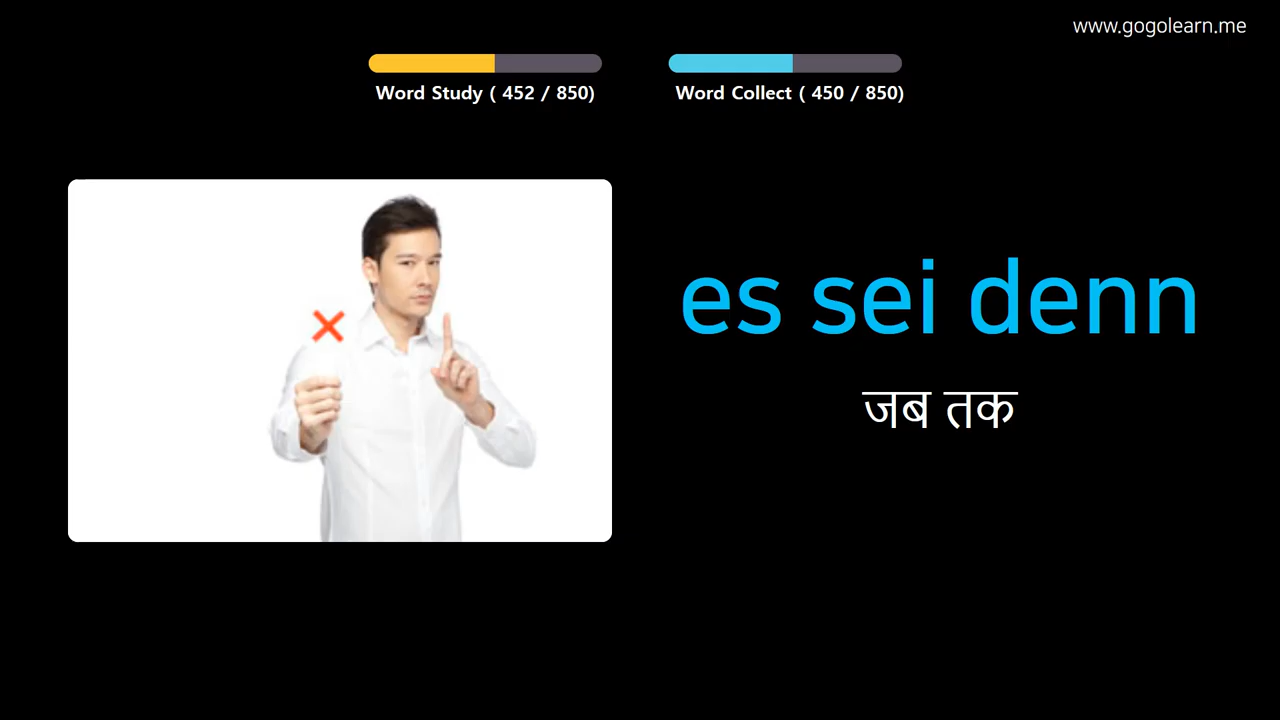 www.gogolearn.me
Word Study ( 452 / 850)
Word Collect ( 450 / 850)
es sei denn
जब तक